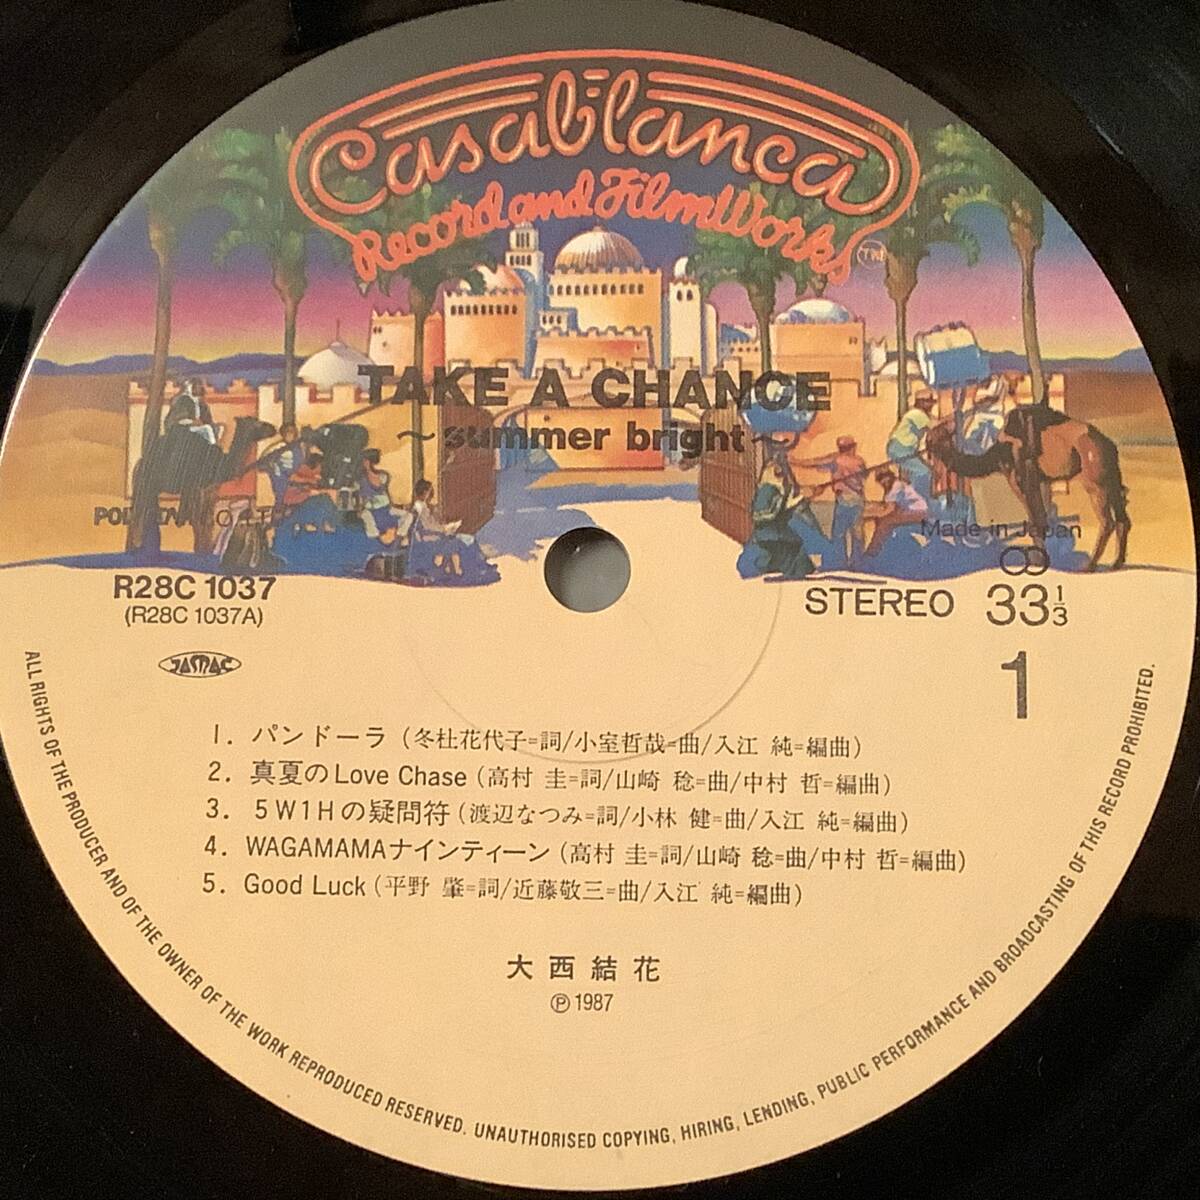 Casablanca
Record and FilmWorks
TM
TAKE A CHANCE
～summer bright～
Made in Japan
R28C 1037
(R28C 1037A)
STEREO 33 1/3
JASRAC
1
1. パンドーラ (冬杜花代子=詞/小室哲哉=曲/入江 純=編曲)
2. 真夏のLove Chase (高村 圭=詞/山崎 稔=曲/中村 哲=編曲)
3. 5W1Hの疑問符 (渡辺なつみ=詞/小林 健=曲/入江 純=編曲)
4. WAGAMAMAナインティーン (高村 圭=詞/山崎 稔=曲/中村 哲=編曲)
5. Good Luck (平野 肇=詞/近藤敬三=曲/入江 純=編曲)
大西結花
Ⓟ 1987
ALL RIGHTS OF THE PRODUCER AND OF THE OWNER OF THE WORK REPRODUCED RESERVED. UNAUTHORISED COPYING, HIRING, LENDING, PUBLIC PERFORMANCE AND BROADCASTING OF THIS RECORD PROHIBITED.